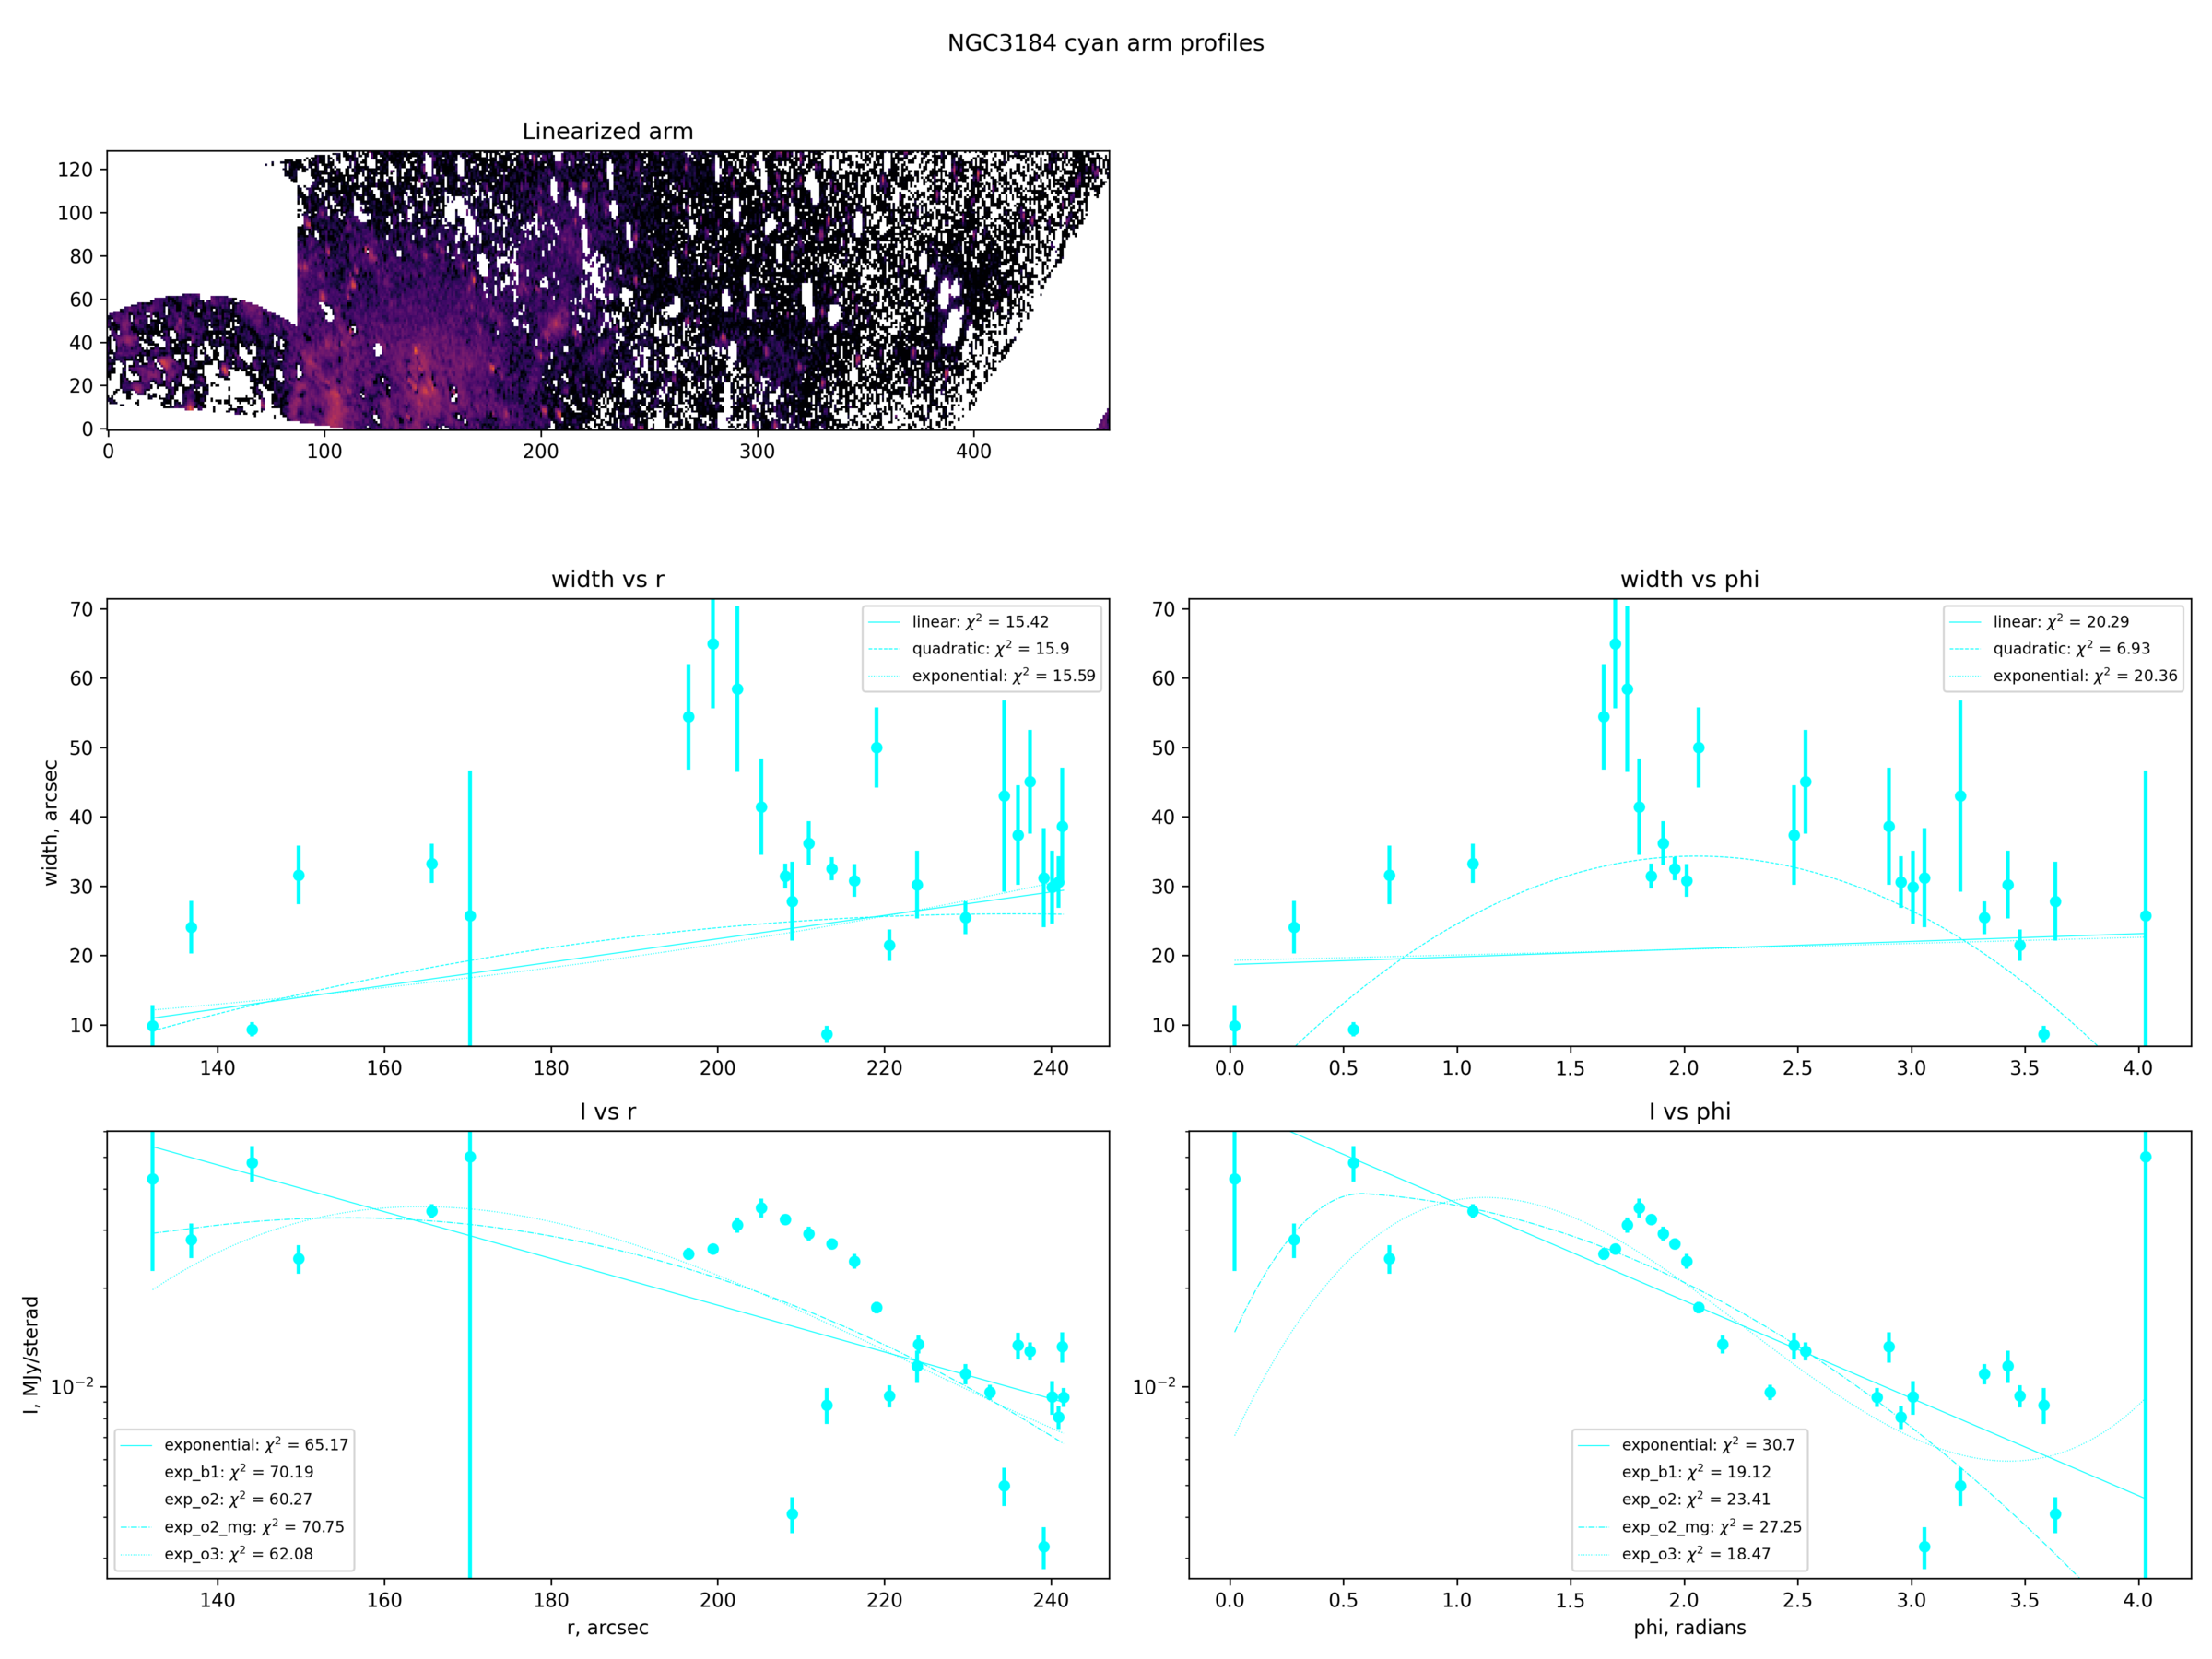 NGC3184 cyan arm profiles
Linearized arm
120
100
80
60
40
20
0
0 100 200 300 400
width vs r
width, arcsec
70
60
50
40
30
20
10
linear: χ² = 15.42
quadratic: χ² = 15.9
exponential: χ² = 15.59
140 160 180 200 220 240
width vs phi
70
60
50
40
30
20
10
linear: χ² = 20.29
quadratic: χ² = 6.93
exponential: χ² = 20.36
0.0 0.5 1.0 1.5 2.0 2.5 3.0 3.5 4.0
I vs r
I, MJy/sterad
10⁻²
exponential: χ² = 65.17
exp_b1: χ² = 70.19
exp_o2: χ² = 60.27
exp_o2_mg: χ² = 70.75
exp_o3: χ² = 62.08
140 160 180 200 220 240
r, arcsec
I vs phi
10⁻²
exponential: χ² = 30.7
exp_b1: χ² = 19.12
exp_o2: χ² = 23.41
exp_o2_mg: χ² = 27.25
exp_o3: χ² = 18.47
0.0 0.5 1.0 1.5 2.0 2.5 3.0 3.5 4.0
phi, radians